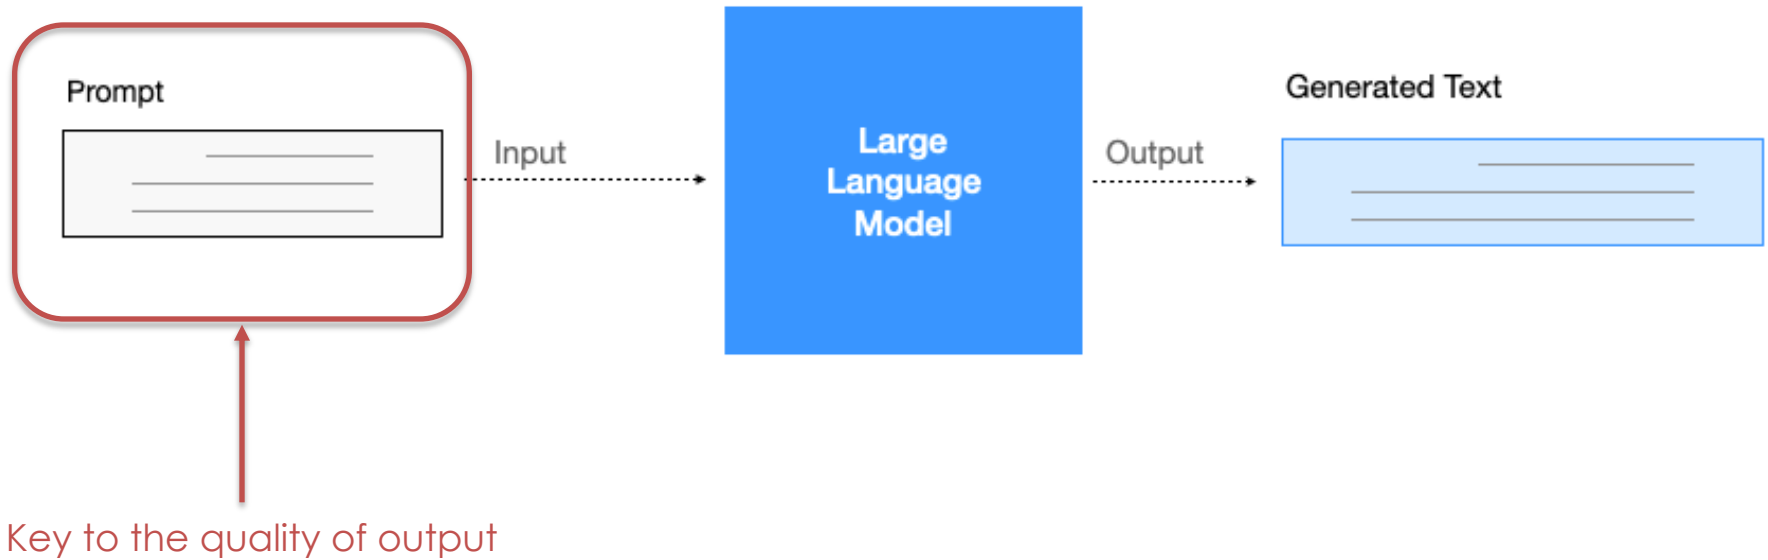 Prompt
Input
Large
Language
Model
Output
Generated Text
Key to the quality of output